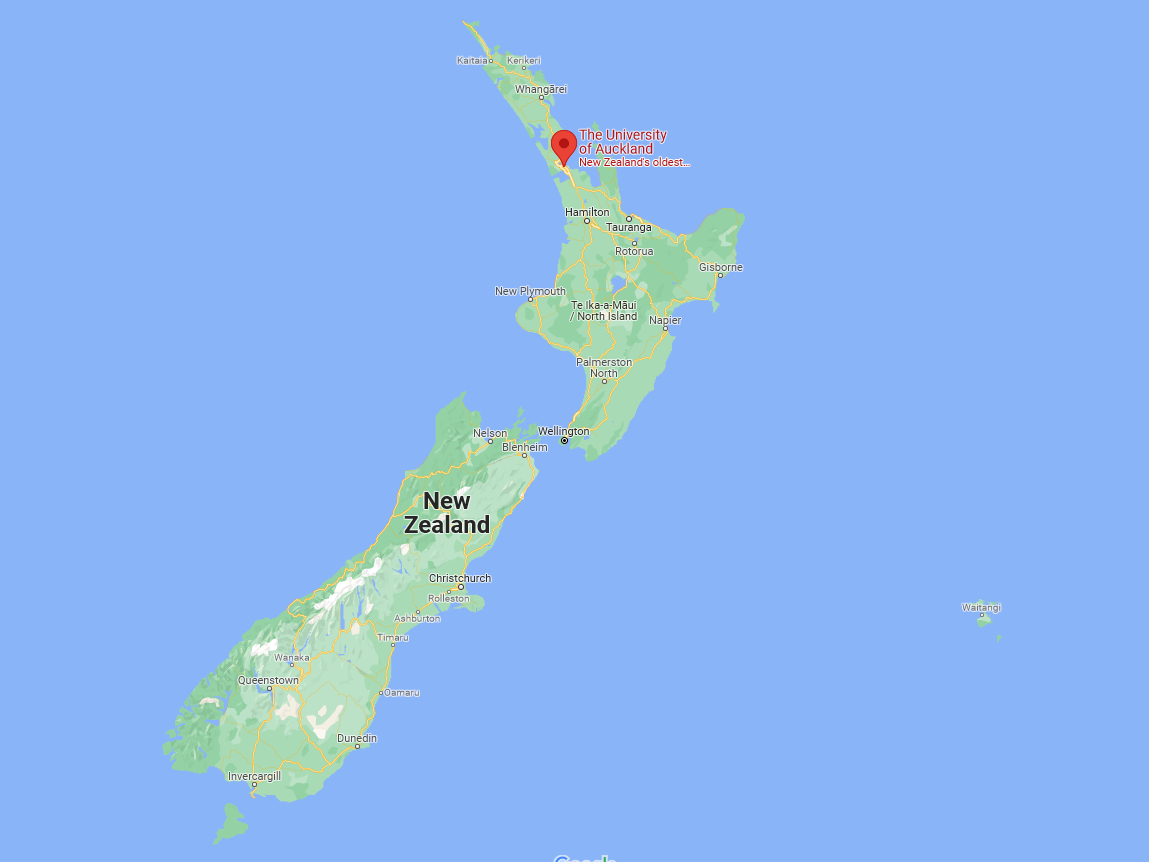 Kaitaia
Kerikeri
Whangārei
The University
of Auckland
New Zealand's oldest...
Hamilton
Tauranga
Rotorua
Gisborne
New Plymouth
Te Ika-a-Māui
/ North Island
Napier
Palmerston
North
Nelson
Wellington
Blenheim
New
Zealand
Christchurch
Rolleston
Ashburton
Waitangi
Timaru
Wanaka
Queenstown
Oamaru
Dunedin
Invercargill